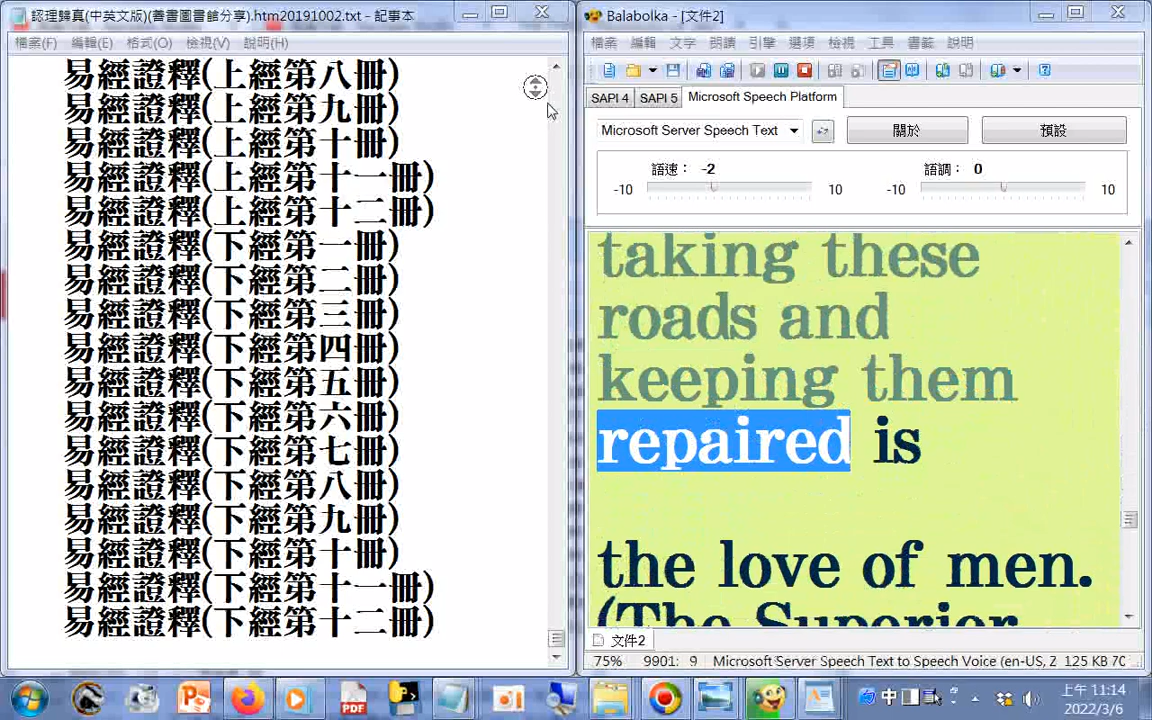 認理歸真(中英文版)(善書圖書館分享).htm20191002.txt - 記事本
檔案(F) 編輯(E) 格式(O) 檢視(V) 說明(H)
易經證釋(上經第八冊)
易經證釋(上經第九冊)
易經證釋(上經第十冊)
易經證釋(上經第十一冊)
易經證釋(上經第十二冊)
易經證釋(下經第一冊)
易經證釋(下經第二冊)
易經證釋(下經第三冊)
易經證釋(下經第四冊)
易經證釋(下經第五冊)
易經證釋(下經第六冊)
易經證釋(下經第七冊)
易經證釋(下經第八冊)
易經證釋(下經第九冊)
易經證釋(下經第十冊)
易經證釋(下經第十一冊)
易經證釋(下經第十二冊)
Balabolka - [文件2]
檔案 編輯 文字 朗讀 引擎 選項 檢視 工具 書籤 說明
SAPI 4 SAPI 5 Microsoft Speech Platform
Microsoft Server Speech Text 關於 預設
語速: -2 語調: 0
-10 10 -10 10
taking these
roads and
keeping them
repaired is
the love of men.
(The Superior
文件2
75% 9901: 9 Microsoft Server Speech Text to Speech Voice (en-US, Z 125 KB
中 上午 11:14
2022/3/6